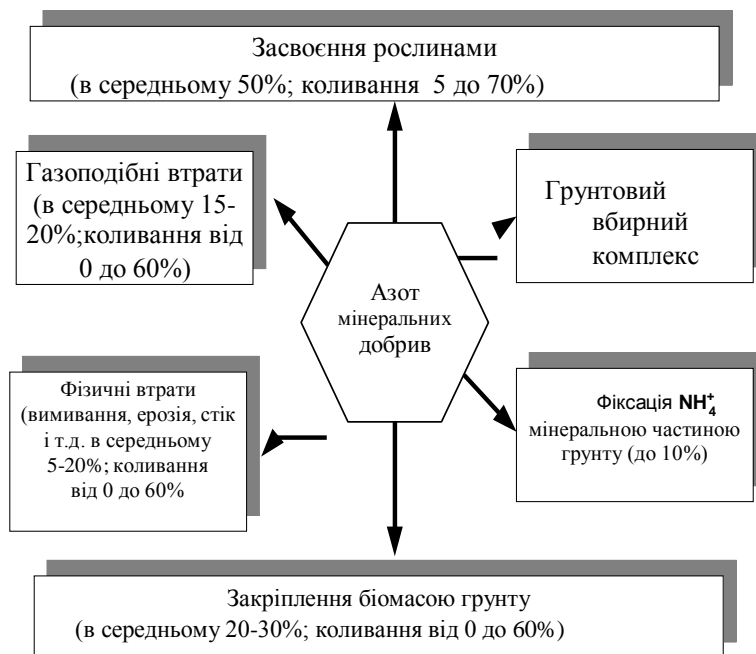 Засвоєння рослинами
(в середньому 50%; коливання 5 до 70%)
Газоподібні втрати
(в середньому 15-
20%;коливання від
0 до 60%)
Грунтовий
вбирний
комплекс
Азот
мінеральних
добрив
Фізичні втрати
(вимивання, ерозія, стік
і т.д. в середньому
5-20%; коливання
від 0 до 60%
Фіксація NH₄⁺
мінеральною частиною
грунту (до 10%)
Закріплення біомасою грунту
(в середньому 20-30%; коливання від 0 до 60%)